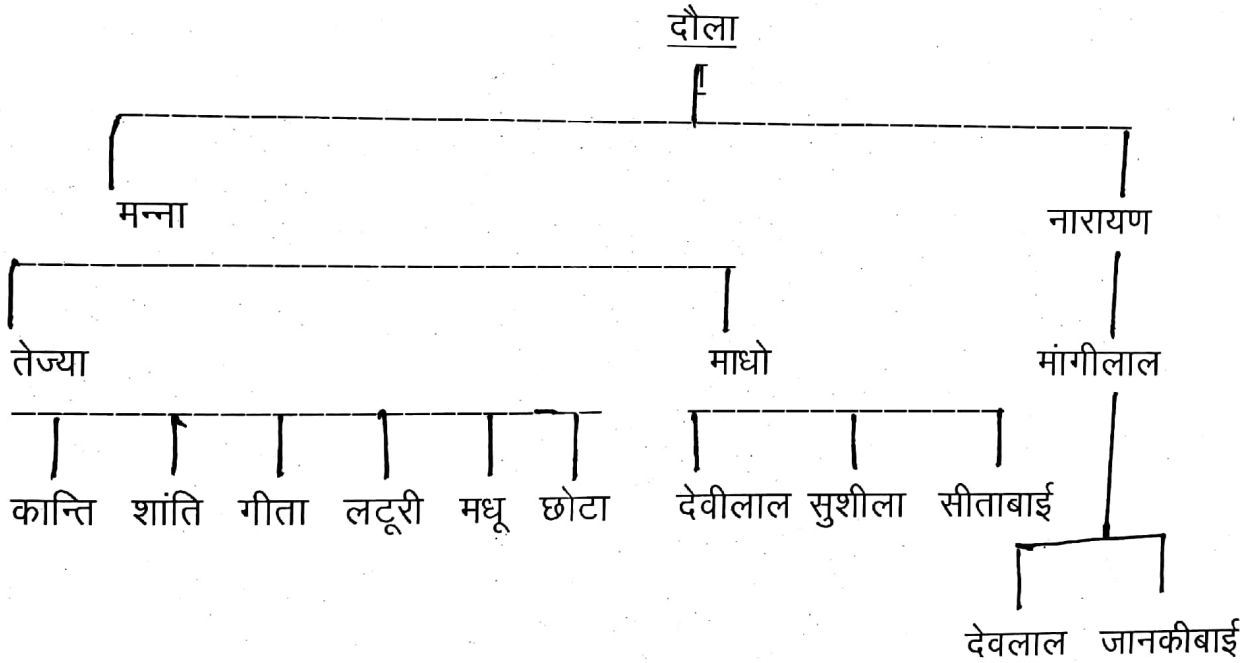 दौला
मन्ना नारायण
तेज्या माधो मांगीलाल
कान्ति शांति गीता लटूरी मधू छोटा देवीलाल सुशीला सीताबाई
देवलाल जानकीबाई